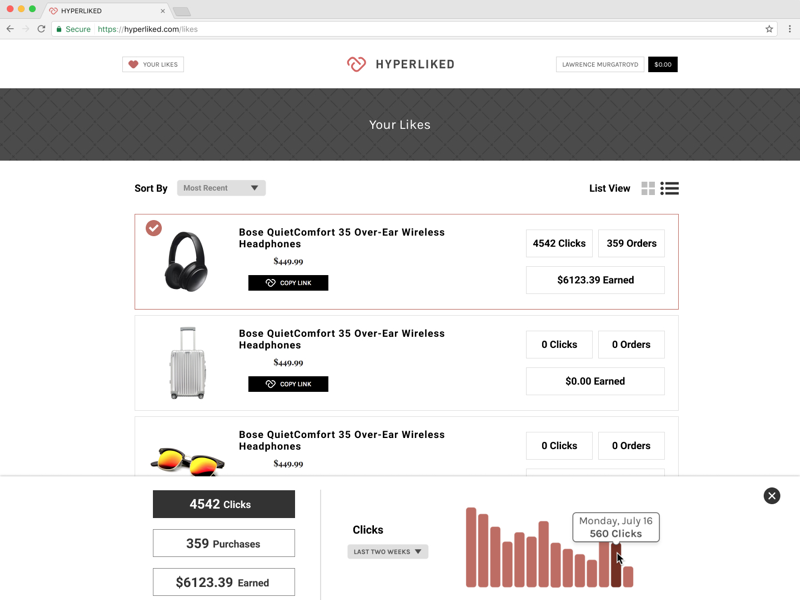 HYPERLIKED
Secure https://hyperliked.com/likes
YOUR LIKES
HYPERLIKED
LAWRENCE MURGATROYD
$0.00
Your Likes
Sort By
Most Recent
List View
Bose QuietComfort 35 Over-Ear Wireless
Headphones
$449.99
COPY LINK
4542 Clicks
359 Orders
$6123.39 Earned
Bose QuietComfort 35 Over-Ear Wireless
Headphones
$449.99
COPY LINK
0 Clicks
0 Orders
$0.00 Earned
Bose QuietComfort 35 Over-Ear Wireless
Headphones
$449.99
0 Clicks
0 Orders
4542 Clicks
359 Purchases
$6123.39 Earned
Clicks
LAST TWO WEEKS
Monday, July 16
560 Clicks